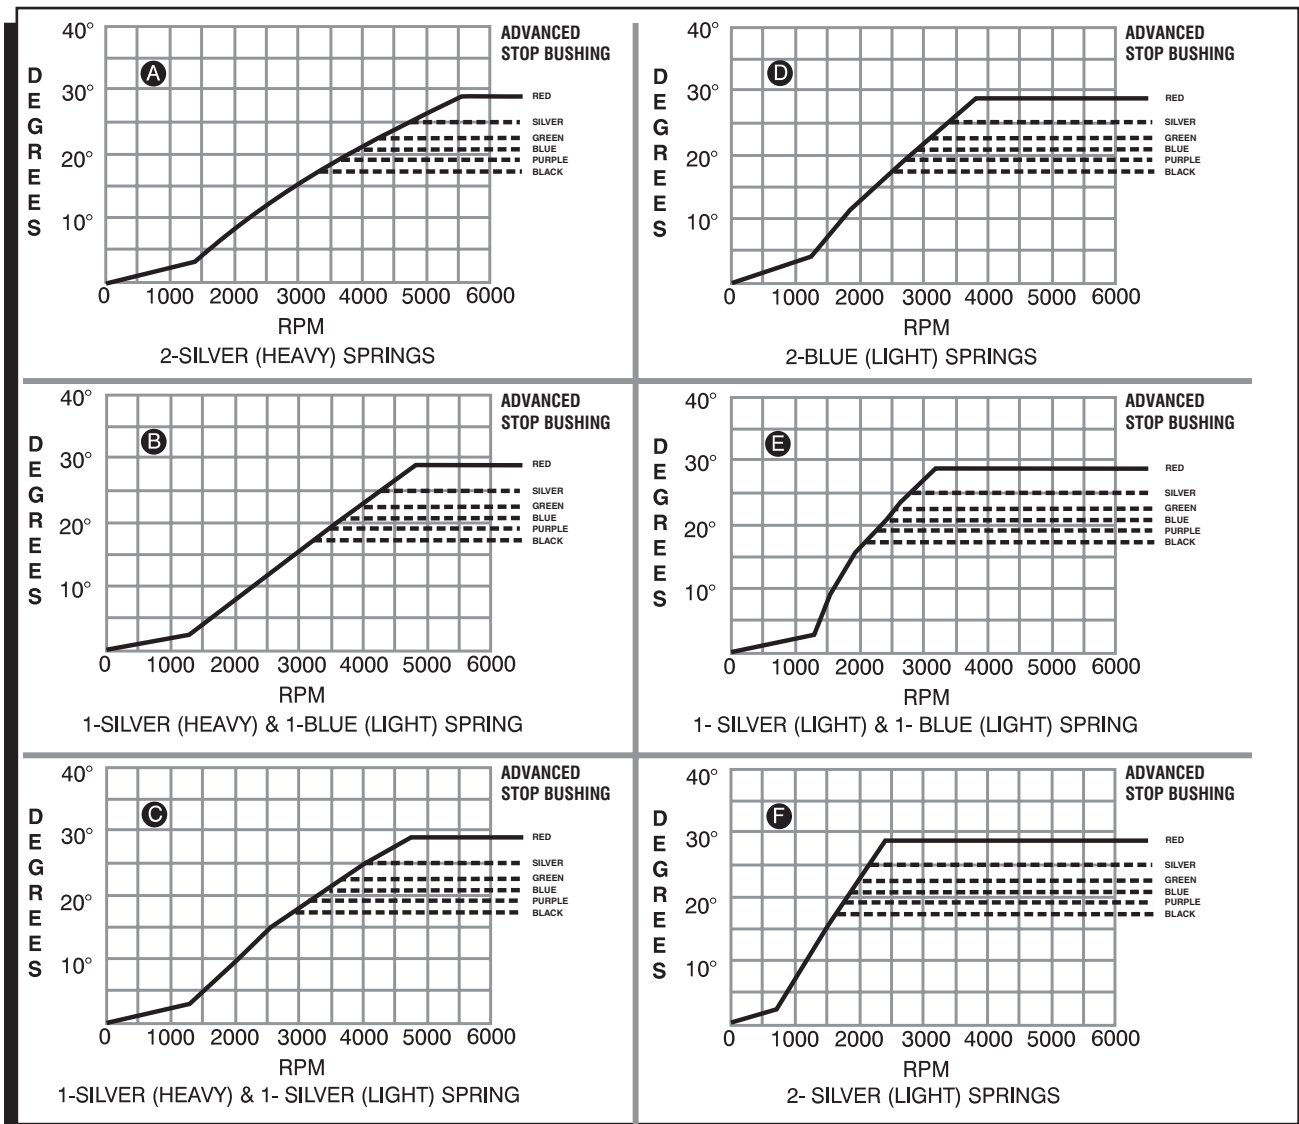 ADVANCED
STOP BUSHING
DEGREES
40°
30°
20°
10°
A
RED
SILVER
GREEN
BLUE
PURPLE
BLACK
0 1000 2000 3000 4000 5000 6000
RPM
2-SILVER (HEAVY) SPRINGS
ADVANCED
STOP BUSHING
DEGREES
40°
30°
20°
10°
D
RED
SILVER
GREEN
BLUE
PURPLE
BLACK
0 1000 2000 3000 4000 5000 6000
RPM
2-BLUE (LIGHT) SPRINGS
ADVANCED
STOP BUSHING
DEGREES
40°
30°
20°
10°
B
RED
SILVER
GREEN
BLUE
PURPLE
BLACK
0 1000 2000 3000 4000 5000 6000
RPM
1-SILVER (HEAVY) & 1-BLUE (LIGHT) SPRING
ADVANCED
STOP BUSHING
DEGREES
40°
30°
20°
10°
E
RED
SILVER
GREEN
BLUE
PURPLE
BLACK
0 1000 2000 3000 4000 5000 6000
RPM
1- SILVER (LIGHT) & 1- BLUE (LIGHT) SPRING
ADVANCED
STOP BUSHING
DEGREES
40°
30°
20°
10°
C
RED
SILVER
GREEN
BLUE
PURPLE
BLACK
0 1000 2000 3000 4000 5000 6000
RPM
1-SILVER (HEAVY) & 1- SILVER (LIGHT) SPRING
ADVANCED
STOP BUSHING
DEGREES
40°
30°
20°
10°
F
RED
SILVER
GREEN
BLUE
PURPLE
BLACK
0 1000 2000 3000 4000 5000 6000
RPM
2- SILVER (LIGHT) SPRINGS